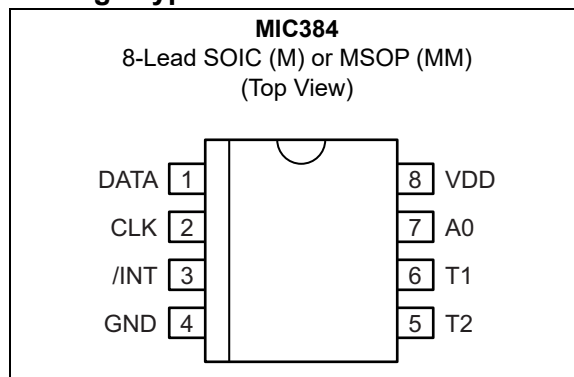 MIC384
8-Lead SOIC (M) or MSOP (MM)
(Top View)
DATA 1 8 VDD
CLK 2 7 A0
/INT 3 6 T1
GND 4 5 T2